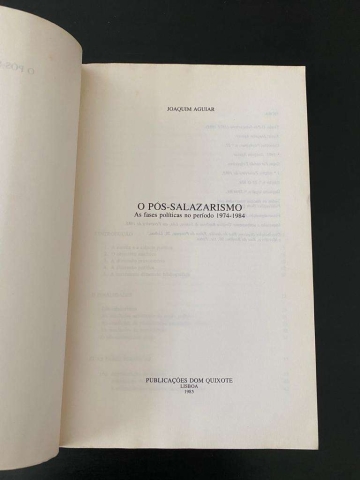 JOAQUIM AGUIAR
O PÓS-SALAZARISMO
As fases políticas no período 1974-1984
PUBLICAÇÕES DOM QUIXOTE
LISBOA
1985